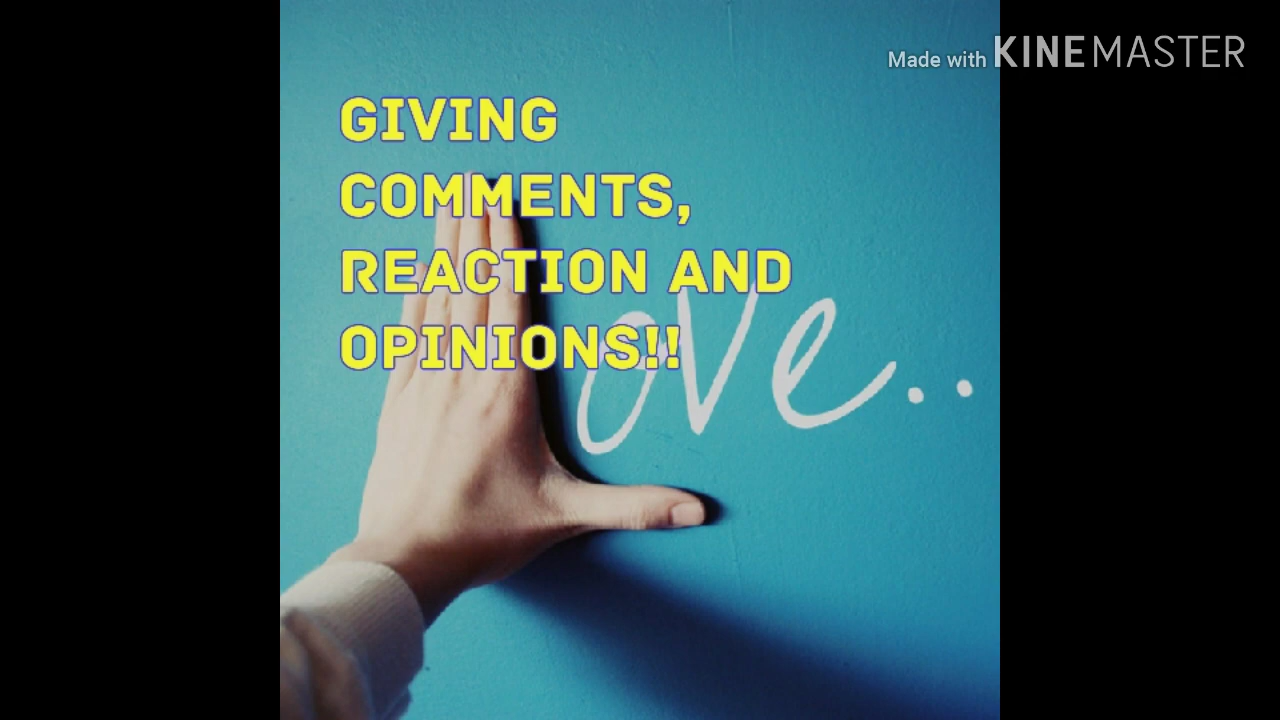 Made with KINEMASTER
GIVING
COMMENTS,
REACTION AND
OPINIONS!!
ove..